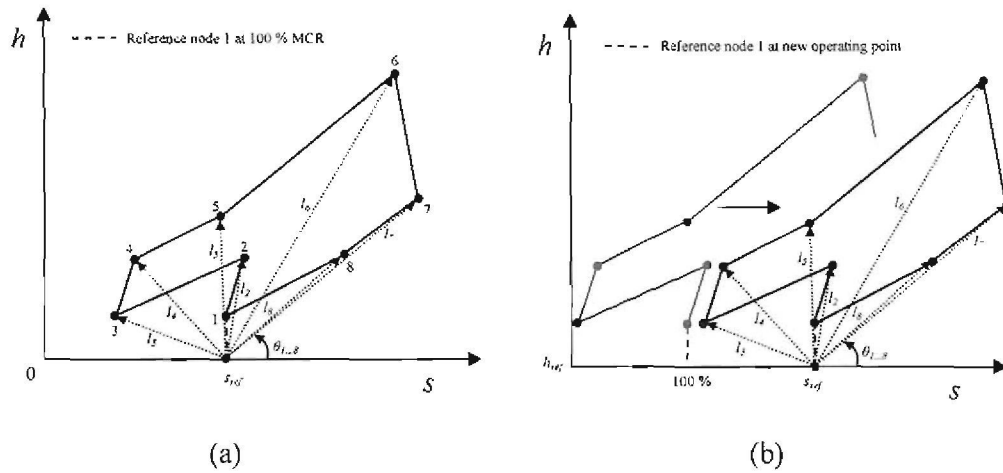 h
Reference node 1 at 100 % MCR
6
5
l6
7
4
2
l5
l7
l2
8
l4
l8
1
3
l3
θ1...8
0
sref
s
(a)
h
Reference node 1 at new operating point
l6
l5
l7
l2
l4
l8
l3
θ1...8
href
100 %
sref
s
(b)